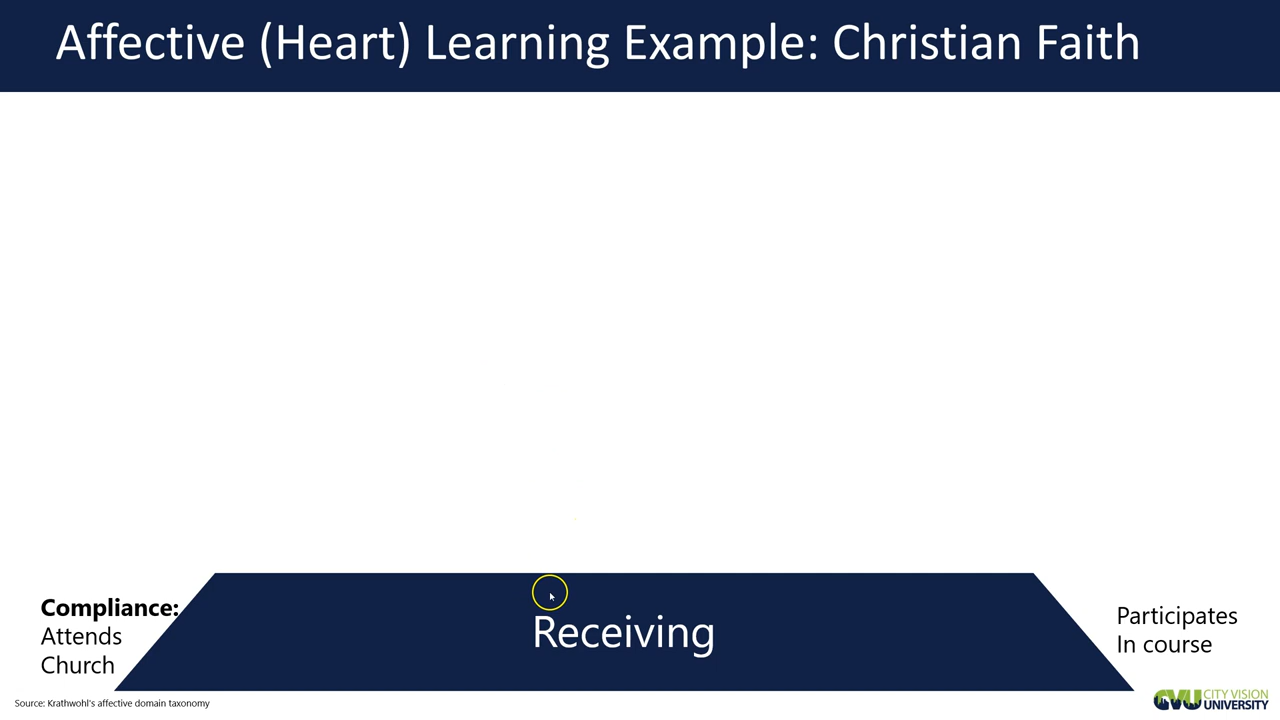 Affective (Heart) Learning Example: Christian Faith
Compliance:
Attends
Church
Receiving
Participates
In course
Source: Krathwohl's affective domain taxonomy
CVU CITY VISION
UNIVERSITY